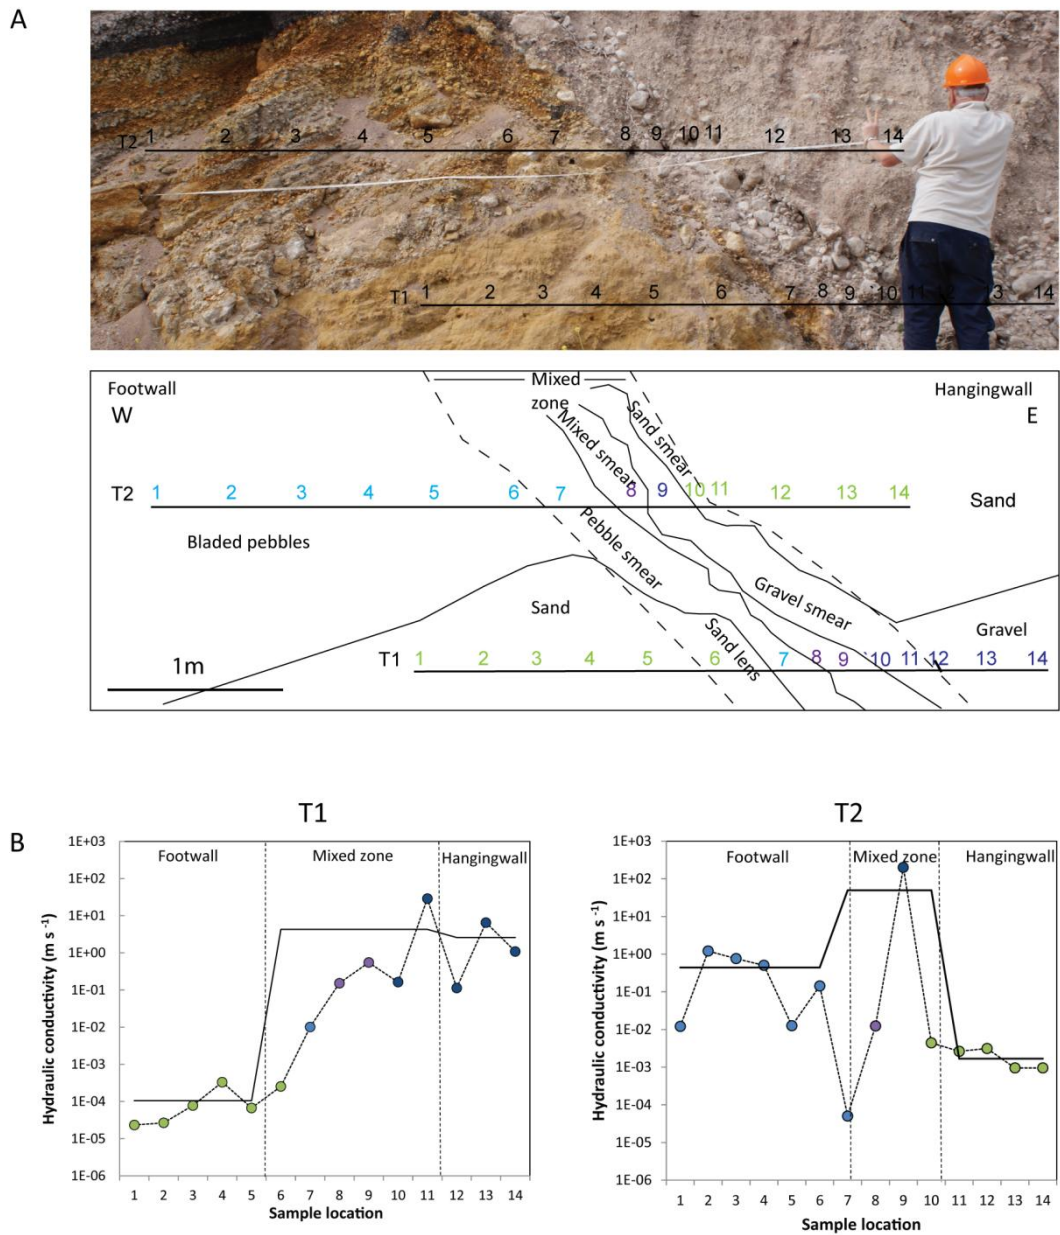 A
T2 1 2 3 4 5 6 7 8 9 10 11 12 13 14
T1 1 2 3 4 5 6 7 8 9 10 11 12 13 14
Footwall Mixed zone Hangingwall
W E
Mixed smear Sand smear
T2 1 2 3 4 5 6 7 8 9 10 11 12 13 14 Sand
Bladed pebbles Pebble smear
Sand Gravel smear
Sand lens Gravel
T1 1 2 3 4 5 6 7 8 9 10 11 12 13 14
1m
B
T1
Footwall Mixed zone Hangingwall
Hydraulic conductivity (m s -1)
1E+03
1E+02
1E+01
1E+00
1E-01
1E-02
1E-03
1E-04
1E-05
1E-06
1 2 3 4 5 6 7 8 9 10 11 12 13 14
Sample location
T2
Footwall Mixed zone Hangingwall
Hydraulic conductivity (m s -1)
1E+03
1E+02
1E+01
1E+00
1E-01
1E-02
1E-03
1E-04
1E-05
1E-06
1 2 3 4 5 6 7 8 9 10 11 12 13 14
Sample location